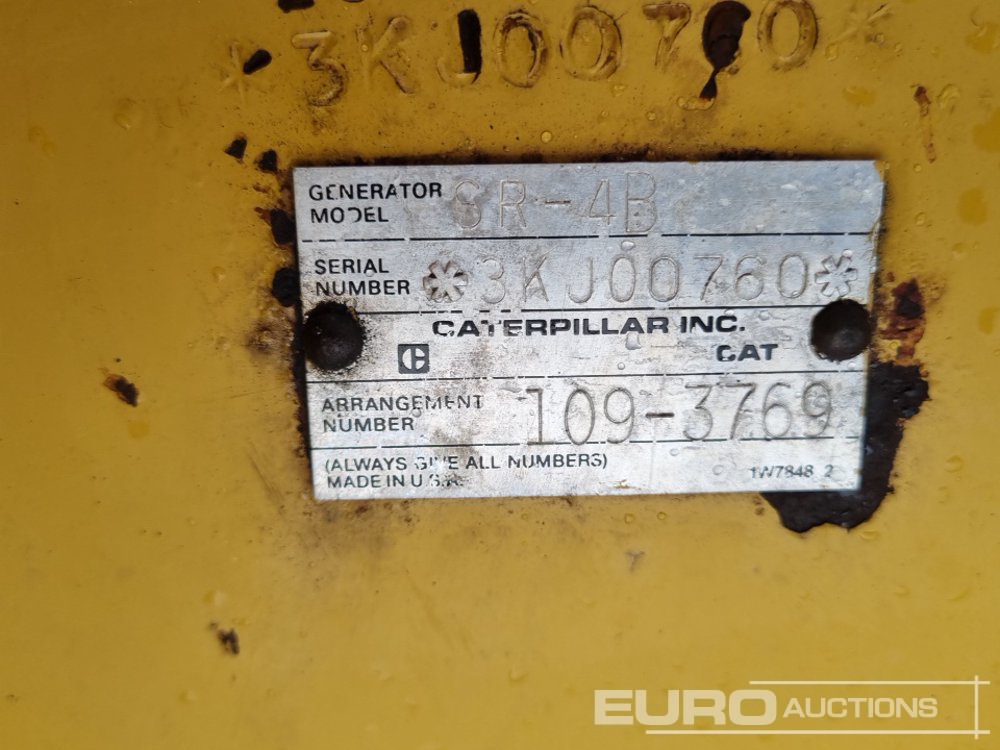 *3KJ00760*
GENERATOR MODEL SR-4B
SERIAL NUMBER *3KJ00760*
CATERPILLAR INC.
CAT
ARRANGEMENT NUMBER 109-3769
(ALWAYS GIVE ALL NUMBERS)
MADE IN U.S.A. 1W7848 2
EURO AUCTIONS